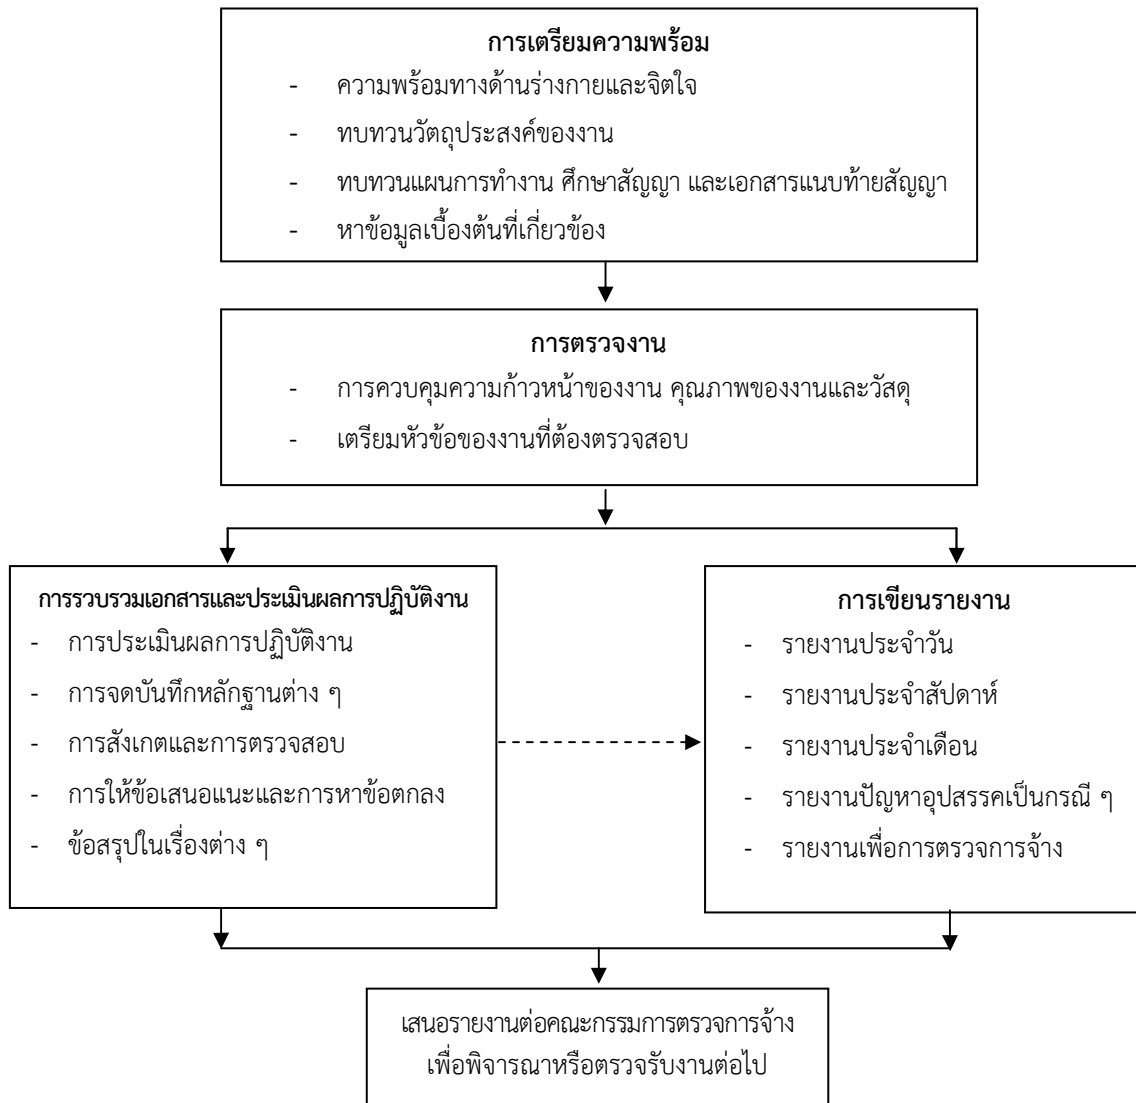 การเตรียมความพร้อม
- ความพร้อมทางด้านร่างกายและจิตใจ
- ทบทวนวัตถุประสงค์ของงาน
- ทบทวนแผนการทำงาน ศึกษาสัญญา และเอกสารแนบท้ายสัญญา
- หาข้อมูลเบื้องต้นที่เกี่ยวข้อง
การตรวจงาน
- การควบคุมความก้าวหน้าของงาน คุณภาพของงานและวัสดุ
- เตรียมหัวข้อของงานที่ต้องตรวจสอบ
การรวบรวมเอกสารและประเมินผลการปฏิบัติงาน
- การประเมินผลการปฏิบัติงาน
- การจดบันทึกหลักฐานต่าง ๆ
- การสังเกตและการตรวจสอบ
- การให้ข้อเสนอแนะและการหาข้อตกลง
- ข้อสรุปในเรื่องต่าง ๆ
การเขียนรายงาน
- รายงานประจำวัน
- รายงานประจำสัปดาห์
- รายงานประจำเดือน
- รายงานปัญหาอุปสรรคเป็นกรณี ๆ
- รายงานเพื่อการตรวจการจ้าง
เสนอรายงานต่อคณะกรรมการตรวจการจ้าง
เพื่อพิจารณาหรือตรวจรับงานต่อไป